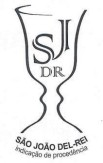 SJ
DR
SÃO JOÃO DEL-REI
indicação de procedência